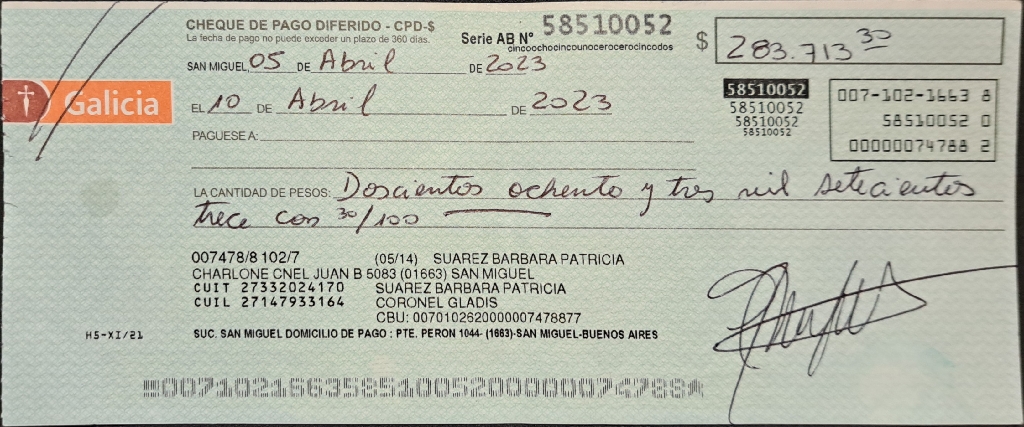 CHEQUE DE PAGO DIFERIDO - CPD-$
La fecha de pago no puede exceder un plazo de 360 días.
Serie AB Nº 58510052
cincoochocincounocerocerocincodos
$ 283.713 30
SAN MIGUEL, 05 DE Abril DE 2023
Galicia
EL 10 DE Abril DE 2023
58510052
58510052
58510052
58510052
007-102-1663 8
58510052 0
00000074788 2
PAGUESE A:
LA CANTIDAD DE PESOS: Doscientos ochenta y tres mil setecientos
trece con 30/100
007478/8 102/7 (05/14) SUAREZ BARBARA PATRICIA
CHARLONE CNEL JUAN B 5083 (01663) SAN MIGUEL
CUIT 27332024170 SUAREZ BARBARA PATRICIA
CUIL 27147933164 CORONEL GLADIS
CBU: 0070102620000007478877
HS-XI/21
SUC. SAN MIGUEL DOMICILIO DE PAGO : PTE. PERON 1044- (1663)-SAN MIGUEL-BUENOS AIRES